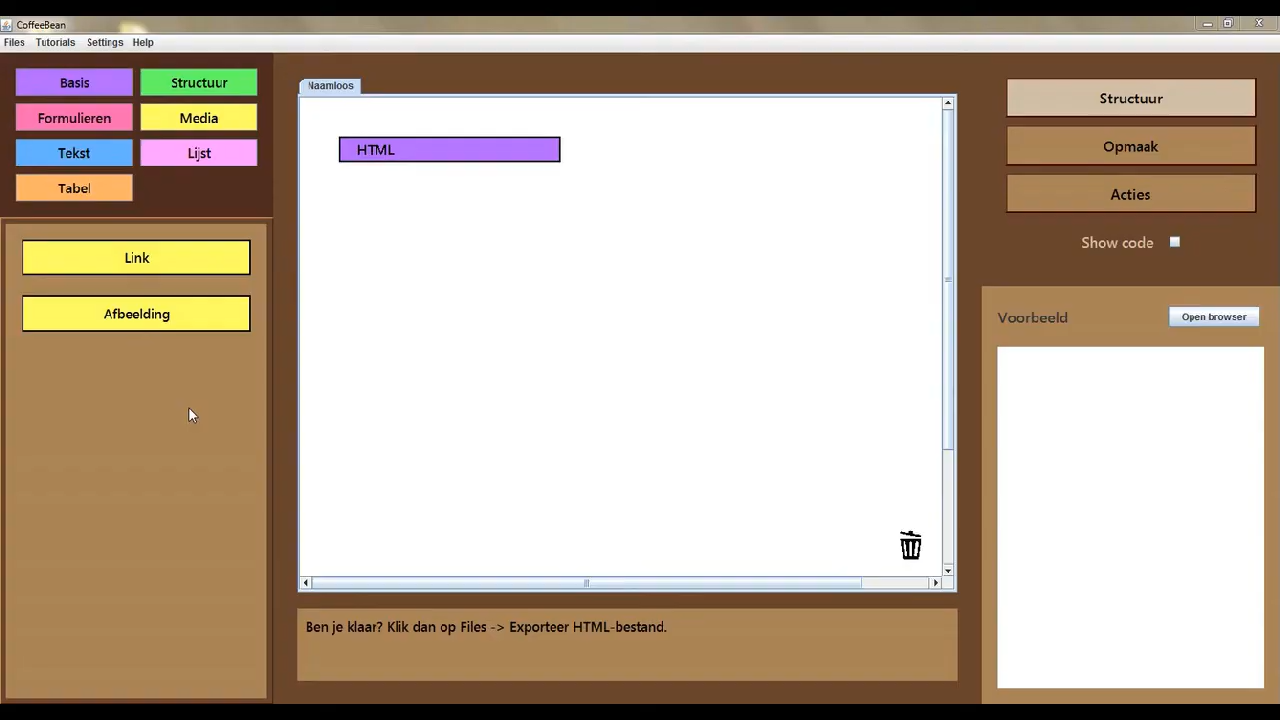 CoffeeBean
Files Tutorials Settings Help
Basis Structuur
Formulieren Media
Tekst Lijst
Tabel
Link
Afbeelding
Naamloos
HTML
Ben je klaar? Klik dan op Files -> Exporteer HTML-bestand.
Structuur
Opmaak
Acties
Show code
Voorbeeld Open browser